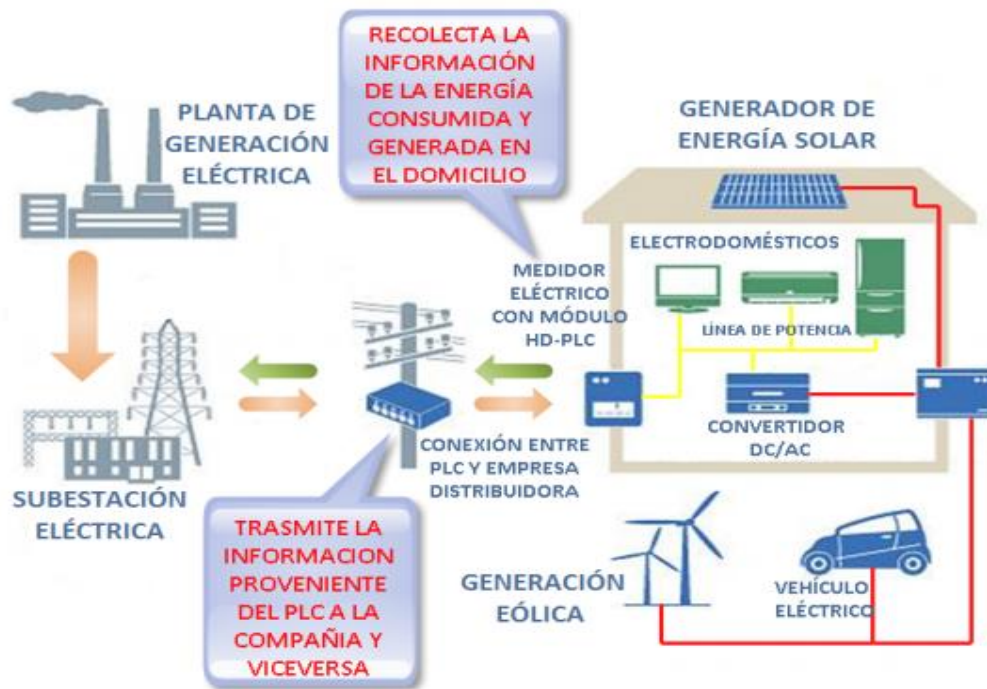 RECOLECTA LA
INFORMACIÓN
DE LA ENERGÍA
CONSUMIDA Y
GENERADA EN
EL DOMICILIO
PLANTA DE
GENERACIÓN
ELÉCTRICA
GENERADOR DE
ENERGÍA SOLAR
ELECTRODOMÉSTICOS
MEDIDOR
ELÉCTRICO
CON MÓDULO
HD-PLC
LÍNEA DE POTENCIA
CONVERTIDOR
DC/AC
CONEXIÓN ENTRE
PLC Y EMPRESA
DISTRIBUIDORA
SUBESTACIÓN
ELÉCTRICA
TRASMITE LA
INFORMACION
PROVENIENTE
DEL PLC A LA
COMPAÑIA Y
VICEVERSA
GENERACIÓN
EÓLICA
VEHÍCULO
ELÉCTRICO